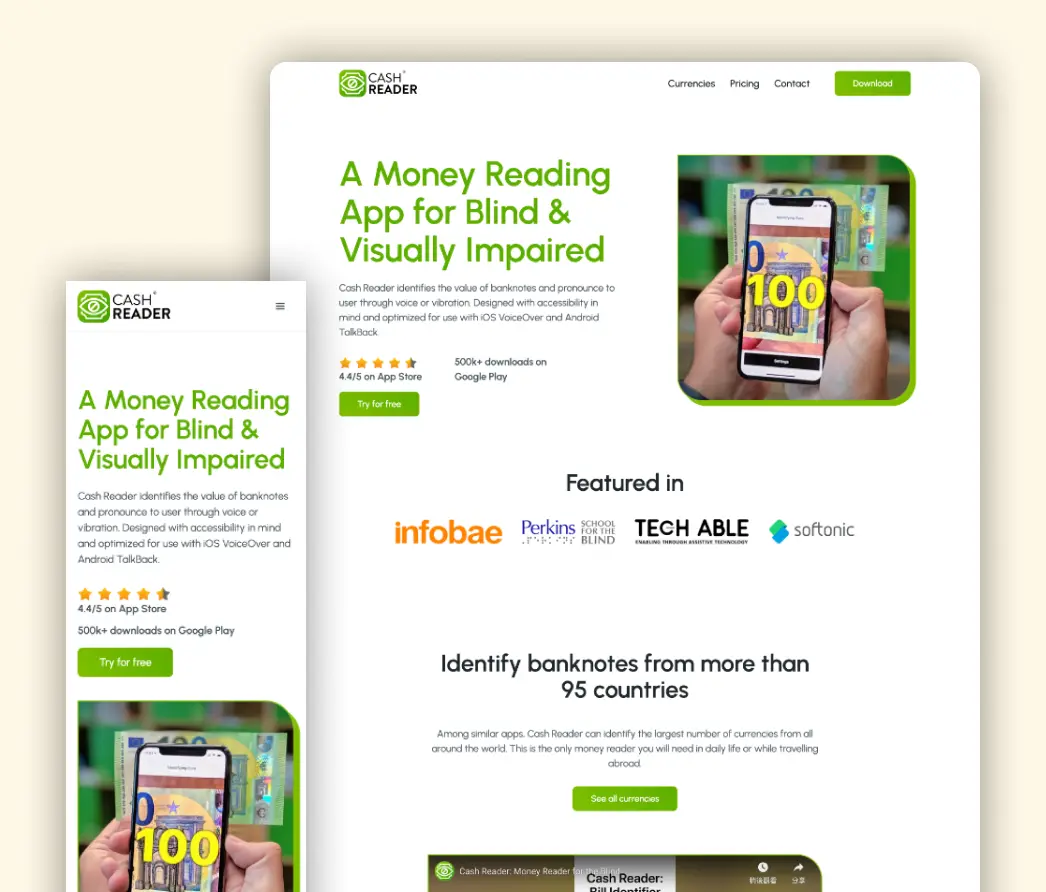 CASH
READER
Currencies Pricing Contact Download
A Money Reading
App for Blind &
Visually Impaired
Cash Reader identifies the value of banknotes and pronounce to
user through voice or vibration. Designed with accessibility in
mind and optimized for use with iOS VoiceOver and Android
TalkBack.
4.4/5 on App Store
500k+ downloads on
Google Play
Try for free
100
Featured in
infobae
Perkins SCHOOL
FOR THE
BLIND
TECH ABLE
ENABLING THROUGH ASSISTIVE TECHNOLOGY
softonic
Identify banknotes from more than
95 countries
Among similar apps, Cash Reader can identify the largest number of currencies from all
around the world. This is the only money reader you will need in daily life or while travelling
abroad.
See all currencies
Cash Reader: Money Reader for the Blind
Cash Reader:
Bill Identifier
分享
CASH
READER
A Money Reading
App for Blind &
Visually Impaired
Cash Reader identifies the value of banknotes
and pronounce to user through voice or
vibration. Designed with accessibility in mind
and optimized for use with iOS VoiceOver and
Android TalkBack.
4.4/5 on App Store
500k+ downloads on Google Play
Try for free
100